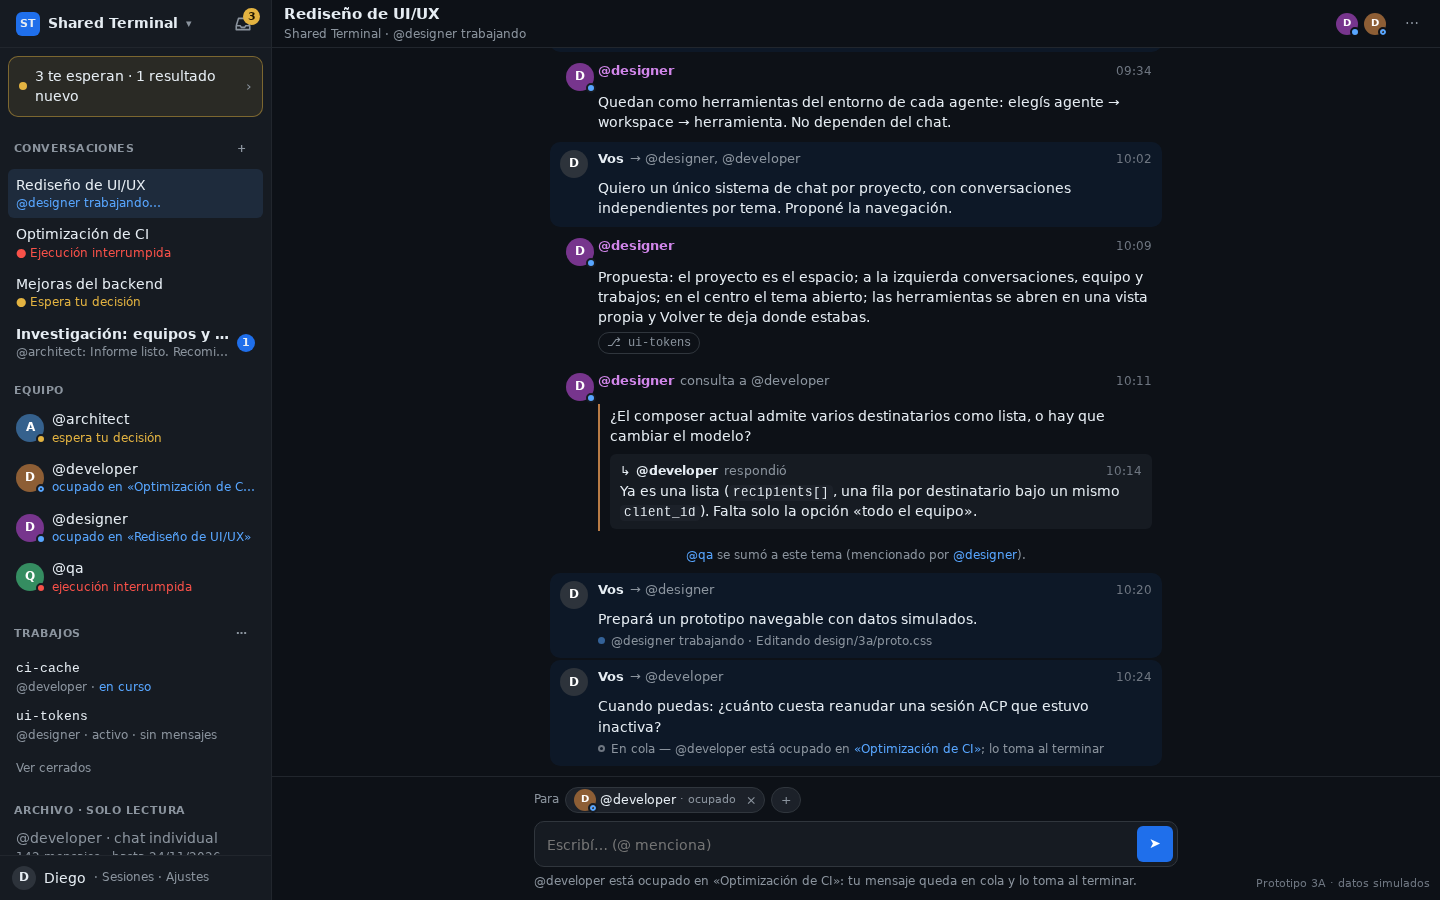 ST Shared Terminal ▾ 3
3 te esperan · 1 resultado
nuevo ›
CONVERSACIONES +
Rediseño de UI/UX
@designer trabajando…
Optimización de CI
Ejecución interrumpida
Mejoras del backend
Espera tu decisión
Investigación: equipos y … 1
@architect: Informe listo. Recomi…
EQUIPO
A @architect
espera tu decisión
D @developer
ocupado en «Optimización de C…
D @designer
ocupado en «Rediseño de UI/UX»
Q @qa
ejecución interrumpida
TRABAJOS ···
ci-cache
@developer · en curso
ui-tokens
@designer · activo · sin mensajes
Ver cerrados
ARCHIVO · SOLO LECTURA
@developer · chat individual
D Diego · Sesiones · Ajustes
Rediseño de UI/UX
Shared Terminal · @designer trabajando
D D ···
D @designer 09:34
Quedan como herramientas del entorno de cada agente: elegís agente →
workspace → herramienta. No dependen del chat.
D Vos → @designer, @developer 10:02
Quiero un único sistema de chat por proyecto, con conversaciones
independientes por tema. Proponé la navegación.
D @designer 10:09
Propuesta: el proyecto es el espacio; a la izquierda conversaciones, equipo y
trabajos; en el centro el tema abierto; las herramientas se abren en una vista
propia y Volver te deja donde estabas.
⎇ ui-tokens
D @designer consulta a @developer 10:11
¿El composer actual admite varios destinatarios como lista, o hay que
cambiar el modelo?
↳ @developer respondió 10:14
Ya es una lista (recipients[], una fila por destinatario bajo un mismo
client_id). Falta solo la opción «todo el equipo».
@qa se sumó a este tema (mencionado por @designer).
D Vos → @designer 10:20
Prepará un prototipo navegable con datos simulados.
@designer trabajando · Editando design/3a/proto.css
D Vos → @developer 10:24
Cuando puedas: ¿cuánto cuesta reanudar una sesión ACP que estuvo
inactiva?
En cola — @developer está ocupado en «Optimización de CI»; lo toma al terminar
Para D @developer · ocupado × +
Escribí… (@ menciona) ➤
@developer está ocupado en «Optimización de CI»: tu mensaje queda en cola y lo toma al terminar.
Prototipo 3A · datos simulados